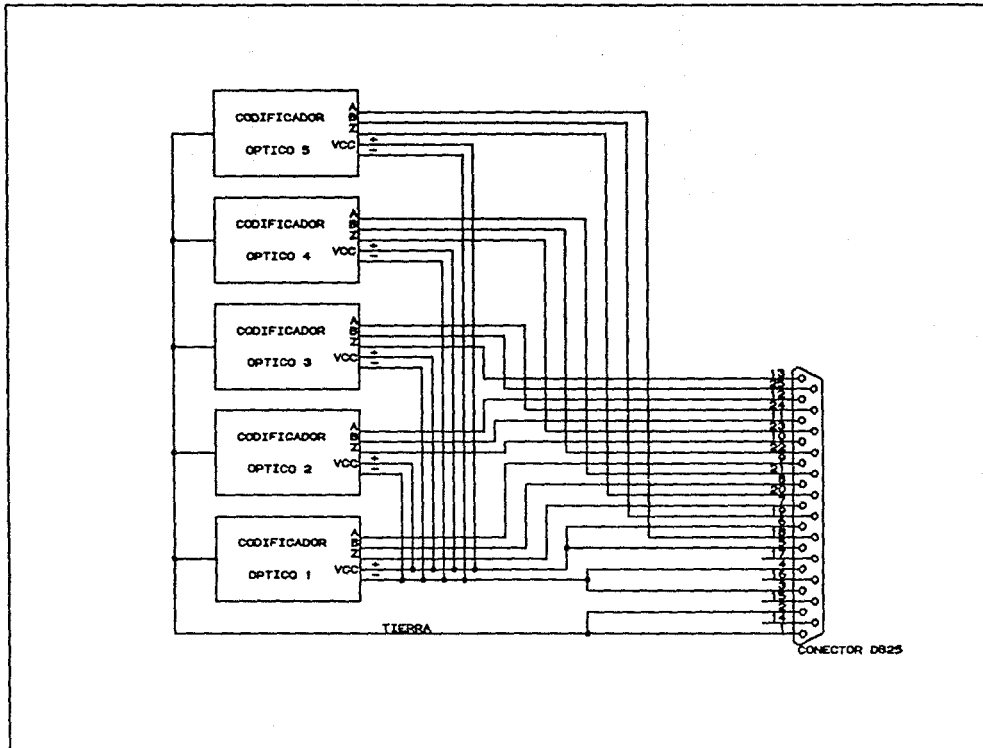 CODIFICADOR
OPTICO 5
A
B
Z
VCC
+
-
CODIFICADOR
OPTICO 4
A
B
Z
VCC
+
-
CODIFICADOR
OPTICO 3
A
B
Z
VCC
+
-
CODIFICADOR
OPTICO 2
A
B
Z
VCC
+
-
CODIFICADOR
OPTICO 1
A
B
Z
VCC
+
-
TIERRA
13
25
12
24
11
23
10
22
9
21
8
20
7
19
6
18
5
17
4
16
3
15
2
14
1
CONECTOR DB25